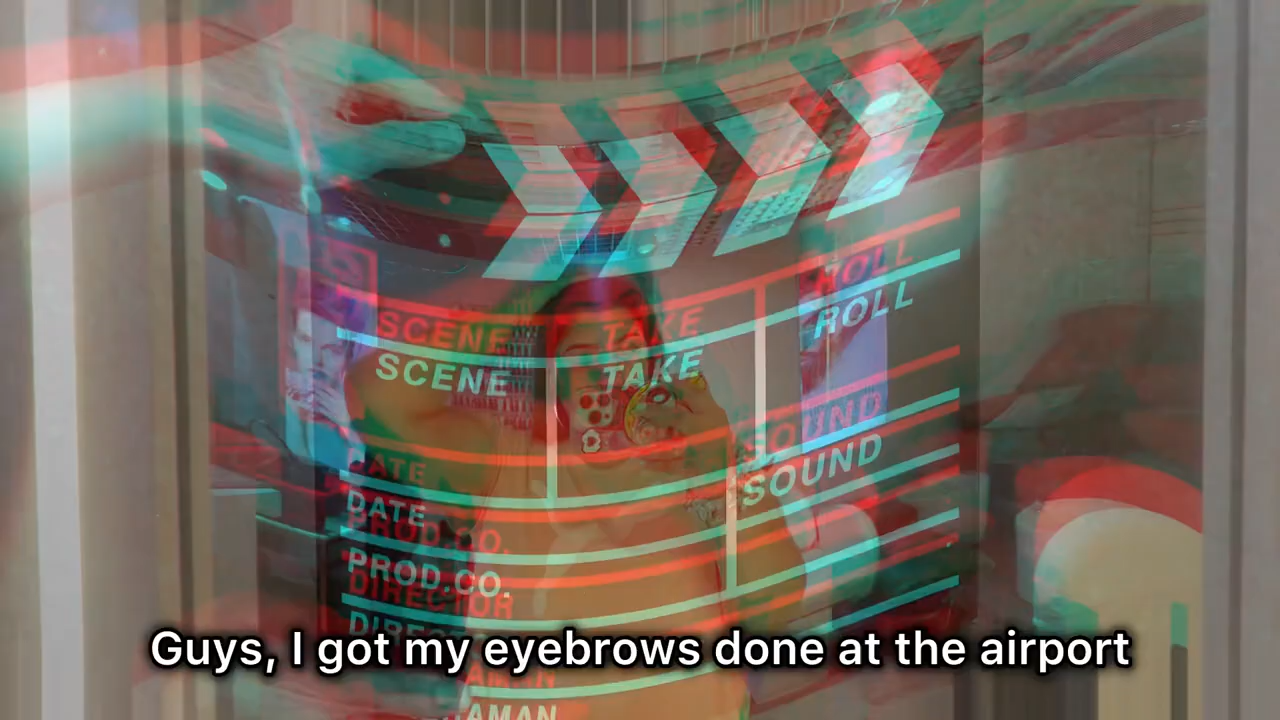 ROLL
ROLL
SCENE
TAKE
SCENE
TAKE
SOUND
SOUND
DATE
DATE
PROD.CO.
PROD.CO.
DIRECTOR
Guys, I got my eyebrows done at the airport